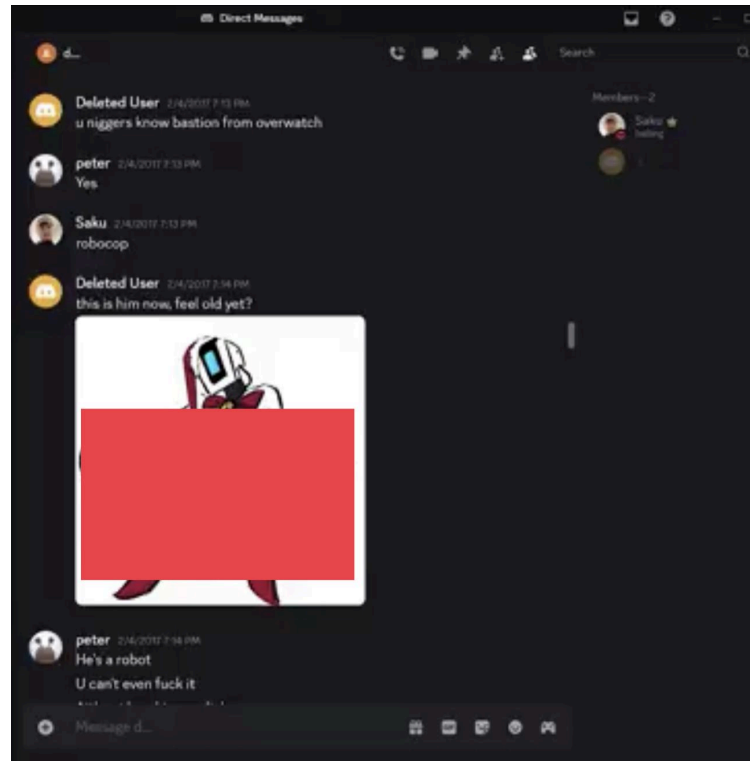 Direct Messages
d...
Search
Deleted User 2/4/2017 7:13 PM
u niggers know bastion from overwatch
Members—2
Saku
peter 2/4/2017 7:13 PM
Yes
Saku 2/4/2017 7:13 PM
robocop
Deleted User 2/4/2017 7:14 PM
this is him now, feel old yet?
peter 2/4/2017 7:14 PM
He's a robot
U can't even fuck it
Message d...
GIF